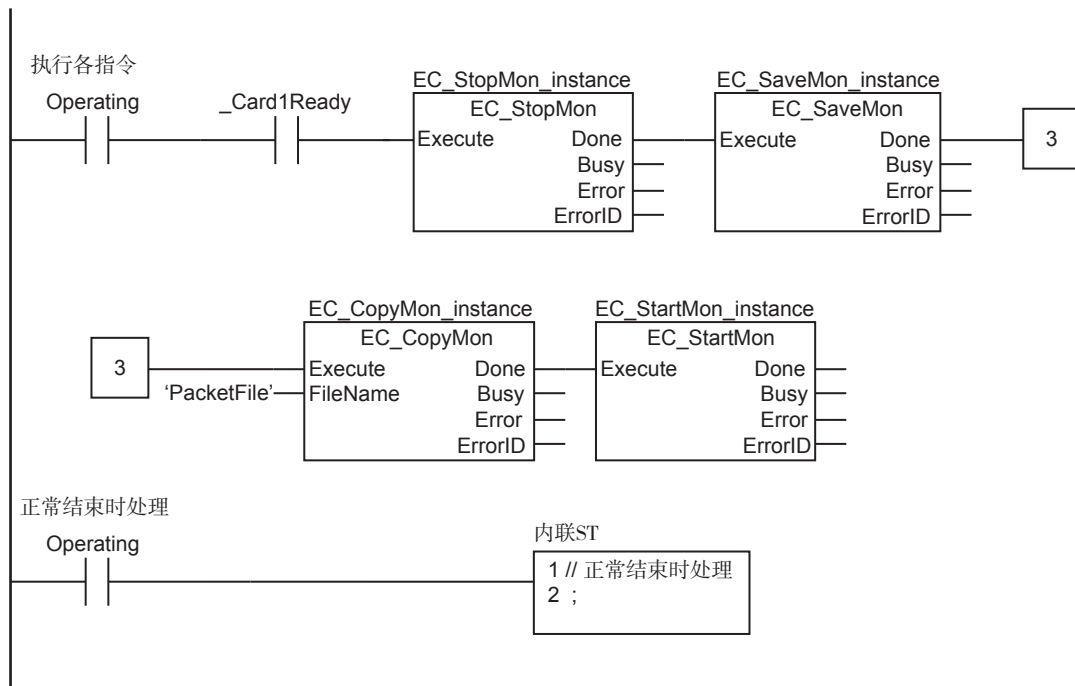 执行各指令
Operating
_Card1Ready
EC_StopMon_instance
EC_StopMon
Execute Done
Busy
Error
ErrorID
EC_SaveMon_instance
EC_SaveMon
Execute Done
Busy
Error
ErrorID
3
3
EC_CopyMon_instance
EC_CopyMon
Execute Done
‘PacketFile’ FileName Busy
Error
ErrorID
EC_StartMon_instance
EC_StartMon
Execute Done
Busy
Error
ErrorID
正常结束时处理
Operating
内联ST
1 // 正常结束时处理
2 ;